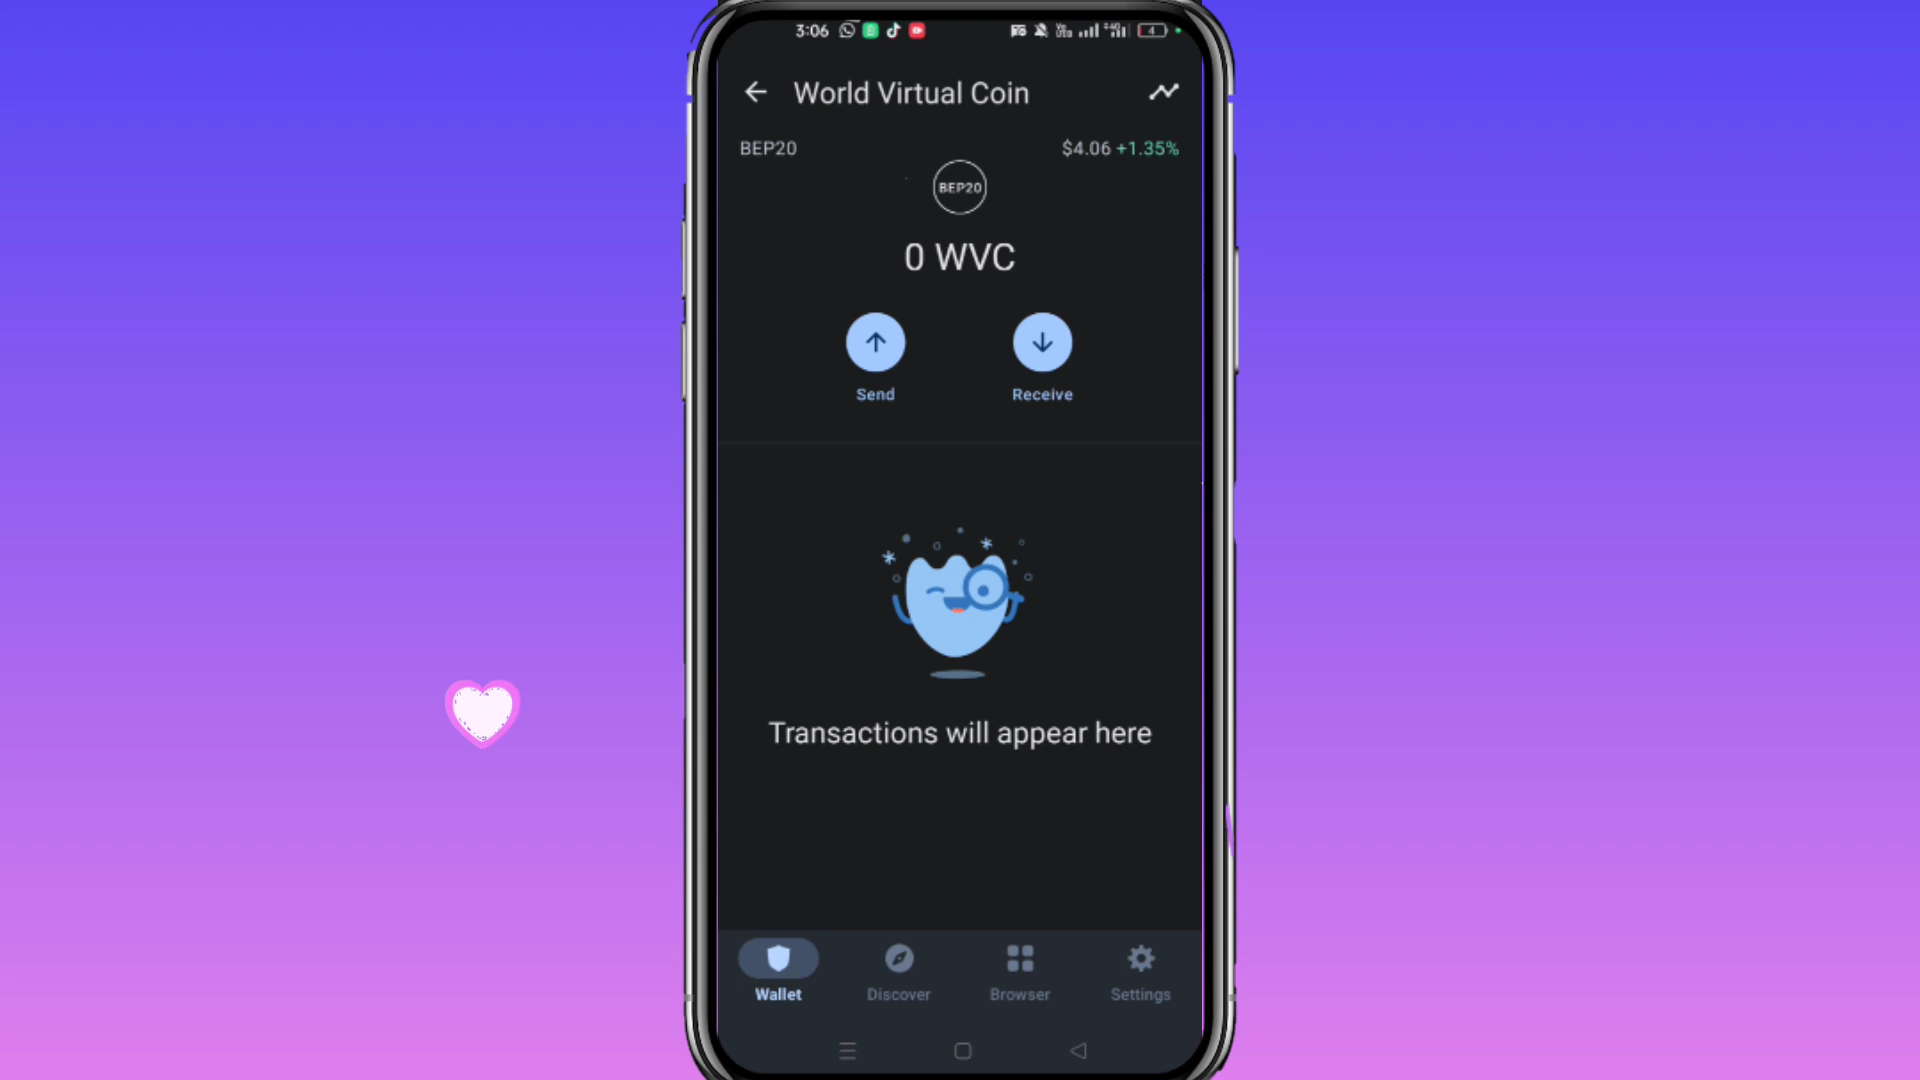 3:06
4
World Virtual Coin
BEP20
$4.06 +1.35%
BEP20
0 WVC
Send
Receive
Transactions will appear here
Wallet
Discover
Browser
Settings